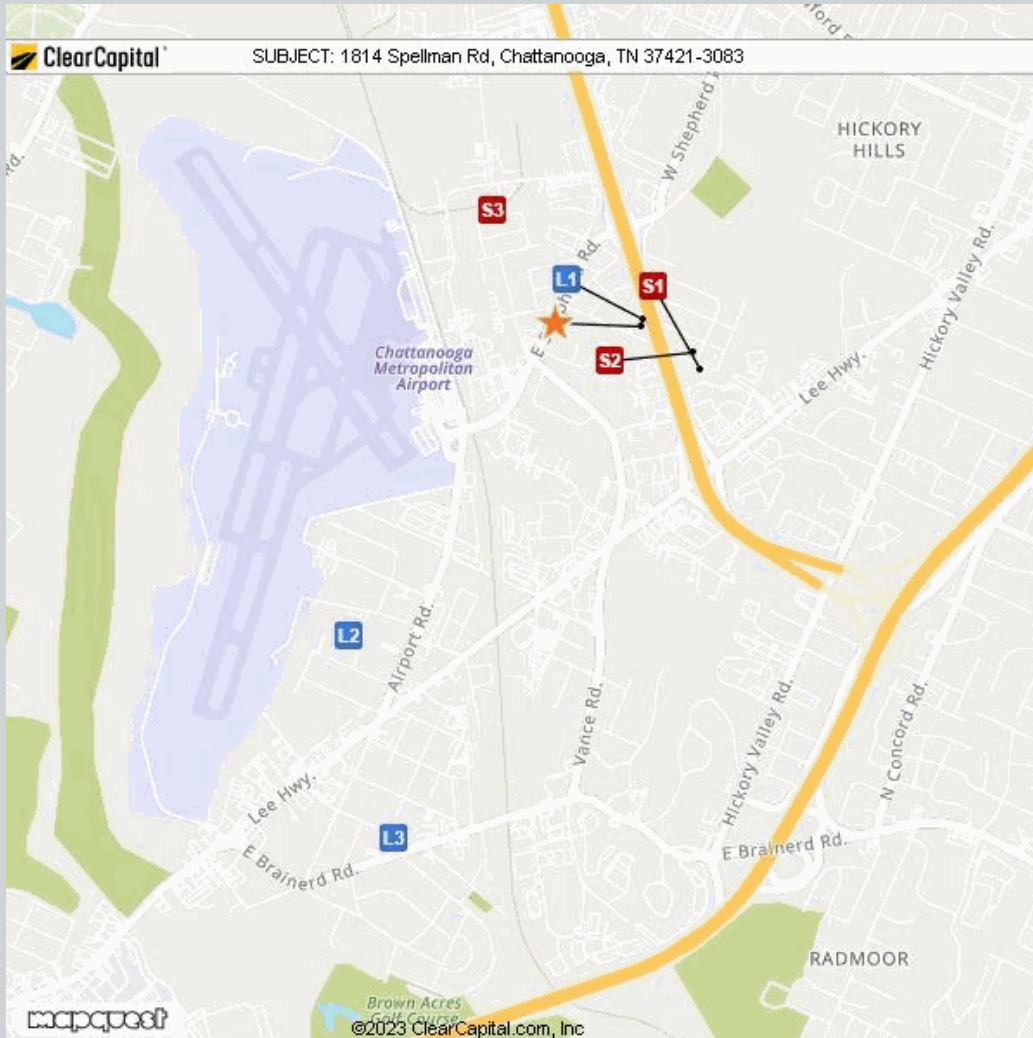 ClearCapital
SUBJECT: 1814 Spellman Rd, Chattanooga, TN 37421-3083
Rd.
W Shepherd
HICKORY
HILLS
S3
Rd.
L1
S1
Hickory Valley Rd.
E
S2
Chattanooga
Metropolitan
Airport
Lee Hwy.
L2
Airport Rd.
Vance Rd.
Hickory Valley Rd.
N Concord Rd.
Lee Hwy.
L3
E Brainerd Rd.
E Brainerd Rd.
RADMOOR
Brown Acres
Golf Course
mapquest
©2023 ClearCapital.com, Inc